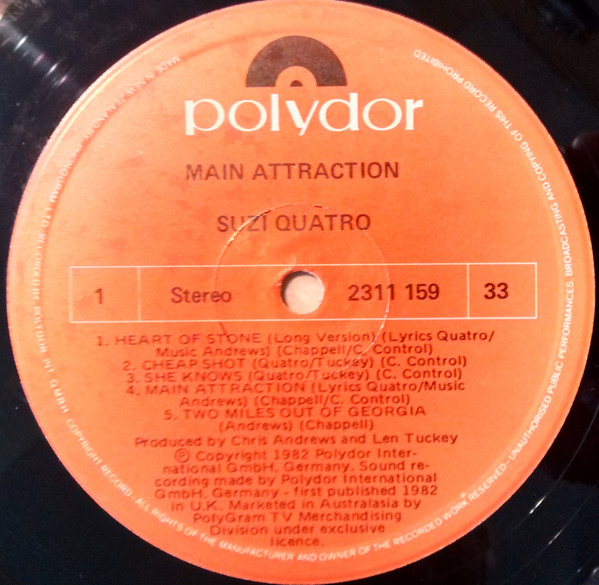 polydor
MAIN ATTRACTION
SUZI QUATRO
1 Stereo 2311 159 33
1. HEART OF STONE (Long Version) (Lyrics Quatro/
Music Andrews) (Chappell/C. Control)
2. CHEAP SHOT (Quatro/Tuckey) (C. Control)
3. SHE KNOWS (Quatro/Tuckey) (C. Control)
4. MAIN ATTRACTION (Lyrics Quatro/Music
Andrews) (Chappell/C. Control)
5. TWO MILES OUT OF GEORGIA
(Andrews) (Chappell)
Produced by Chris Andrews and Len Tuckey
Ⓟ Copyright 1982 Polydor Inter-
national GmbH, Germany. Sound re-
cording made by Polydor International
GmbH, Germany - first published 1982
in U.K. Marketed in Australasia by
PolyGram TV Merchandising
Division under exclusive
licence.
GMBH. COPYRIGHT RECORD - ALL RIGHTS OF THE MANUFACTURER AND OWNER OF THE RECORDED WORK RESERVED - UNAUTHORISED PUBLIC PERFORMANCES, BROADCASTING AND COPYING OF THIS RECORD PROHIBITED